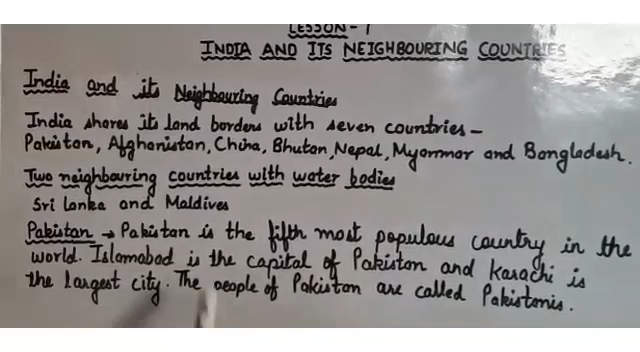 LESSON - 1
INDIA AND ITS NEIGHBOURING COUNTRIES
India and its Neighbouring Countries
India shares its land borders with seven countries -
Pakistan, Afghanistan, China, Bhutan, Nepal, Myanmar and Bangladesh.
Two neighbouring countries with water bodies
Sri Lanka and Maldives
Pakistan → Pakistan is the fifth most populous country in the
world. Islamabad is the capital of Pakistan and Karachi is
the largest city. The people of Pakistan are called Pakistanis.